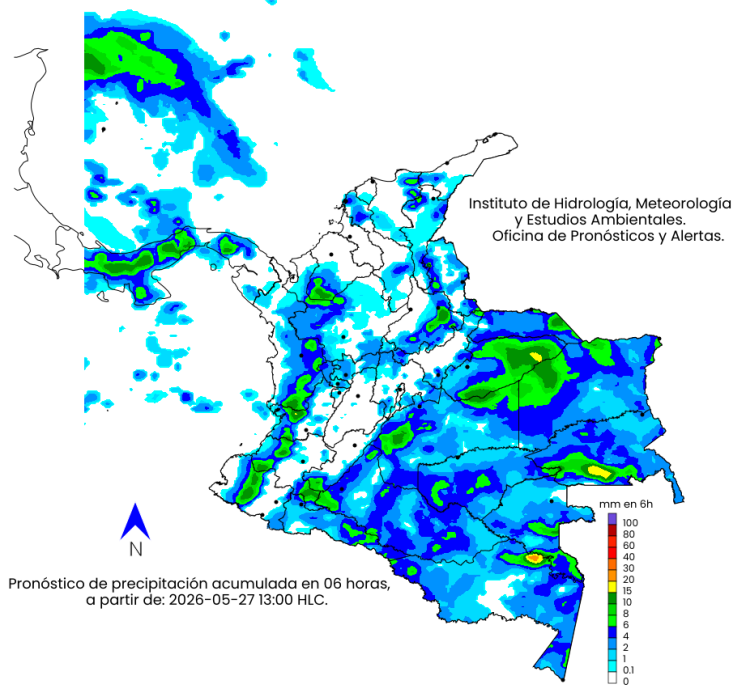 Instituto de Hidrología, Meteorología
y Estudios Ambientales.
Oficina de Pronósticos y Alertas.
N
Pronóstico de precipitación acumulada en 06 horas,
a partir de: 2026-05-27 13:00 HLC.
mm en 6h
100
80
60
40
30
20
15
10
8
6
4
2
1
0.1
0